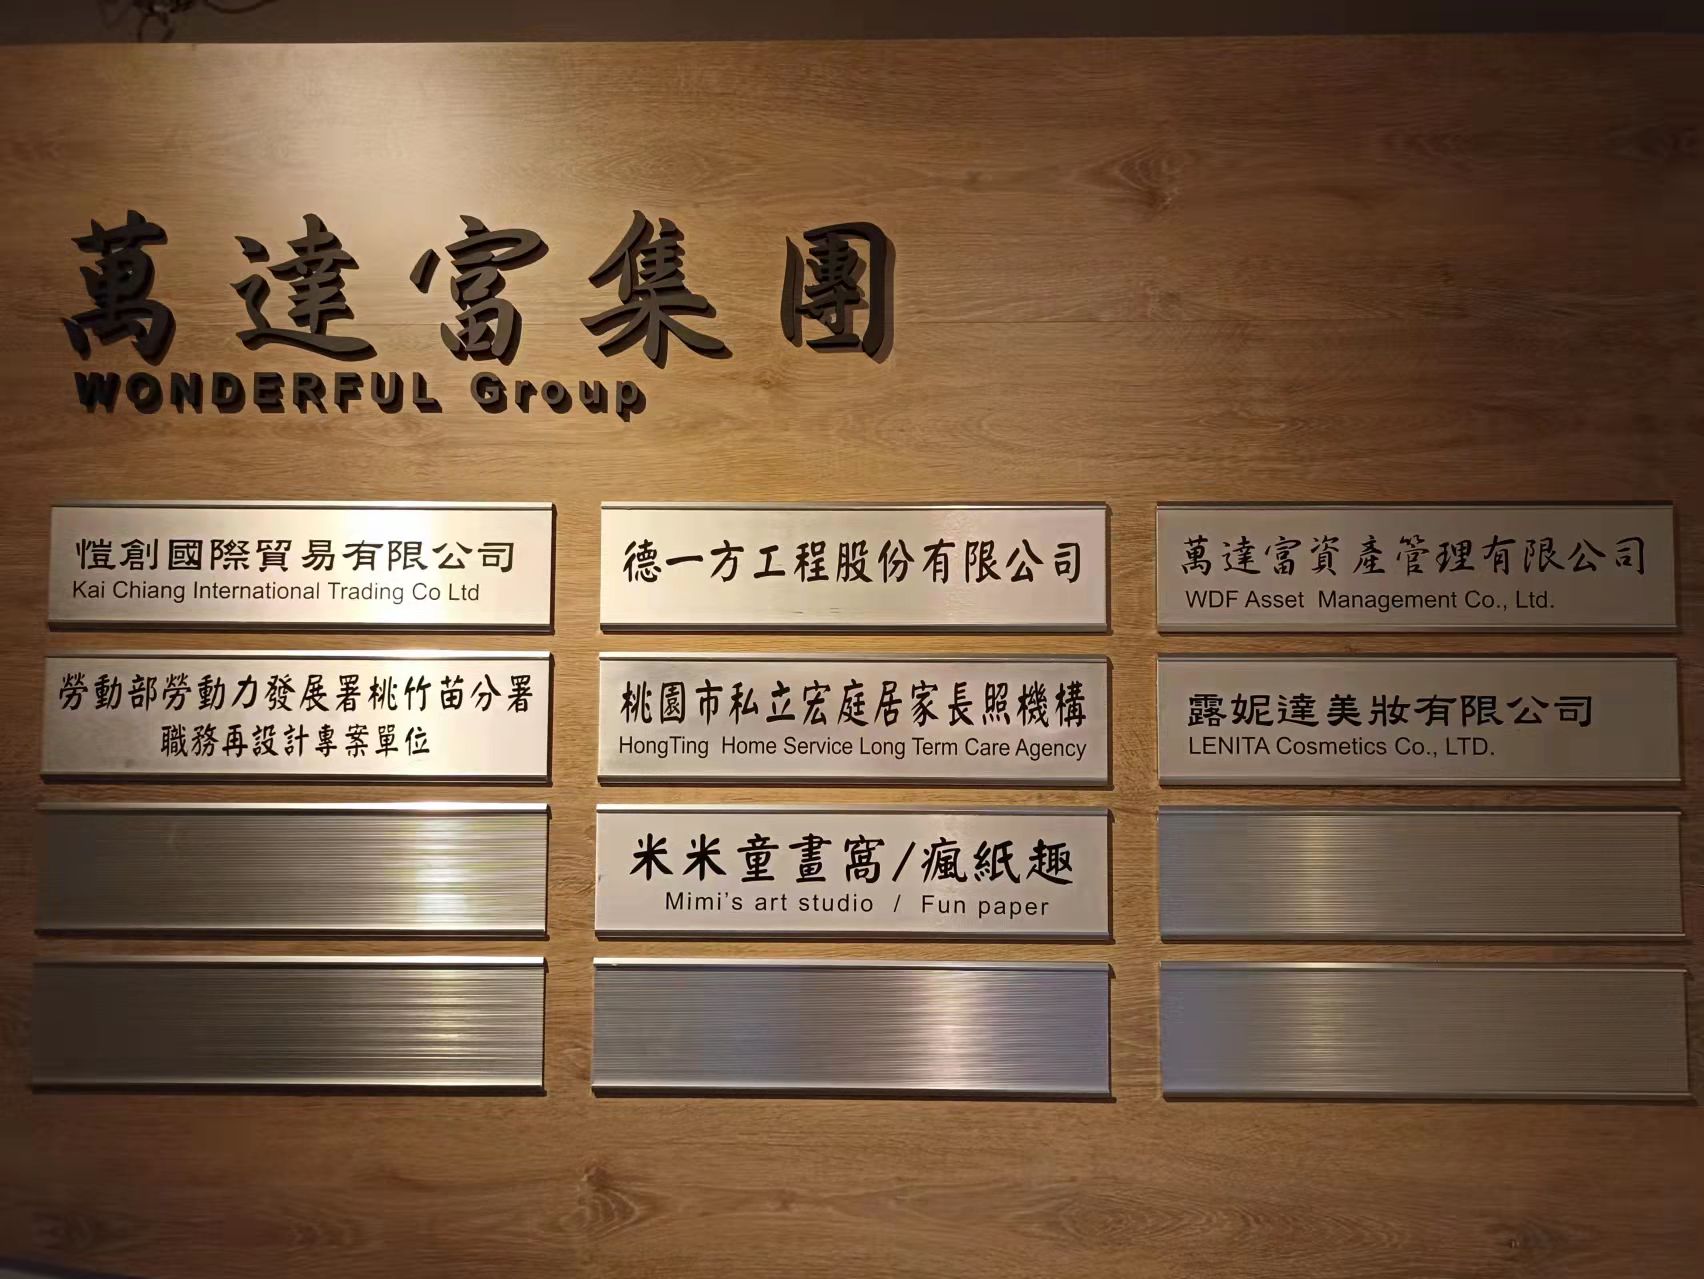 萬達富集團
WONDERFUL Group
愷創國際貿易有限公司
Kai Chiang International Trading Co Ltd
德一方工程股份有限公司
萬達富資產管理有限公司
WDF Asset Management Co., Ltd.
勞動部勞動力發展署桃竹苗分署
職務再設計專案單位
桃園市私立宏庭居家長照機構
HongTing Home Service Long Term Care Agency
露妮達美妝有限公司
LENITA Cosmetics Co., LTD.
米米童畫窩/瘋紙趣
Mimi's art studio / Fun paper